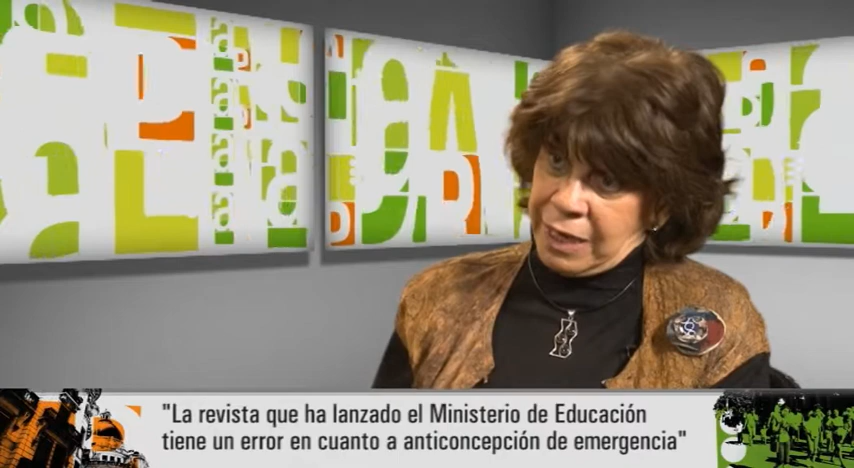 "La revista que ha lanzado el Ministerio de Educación
tiene un error en cuanto a anticoncepción de emergencia"